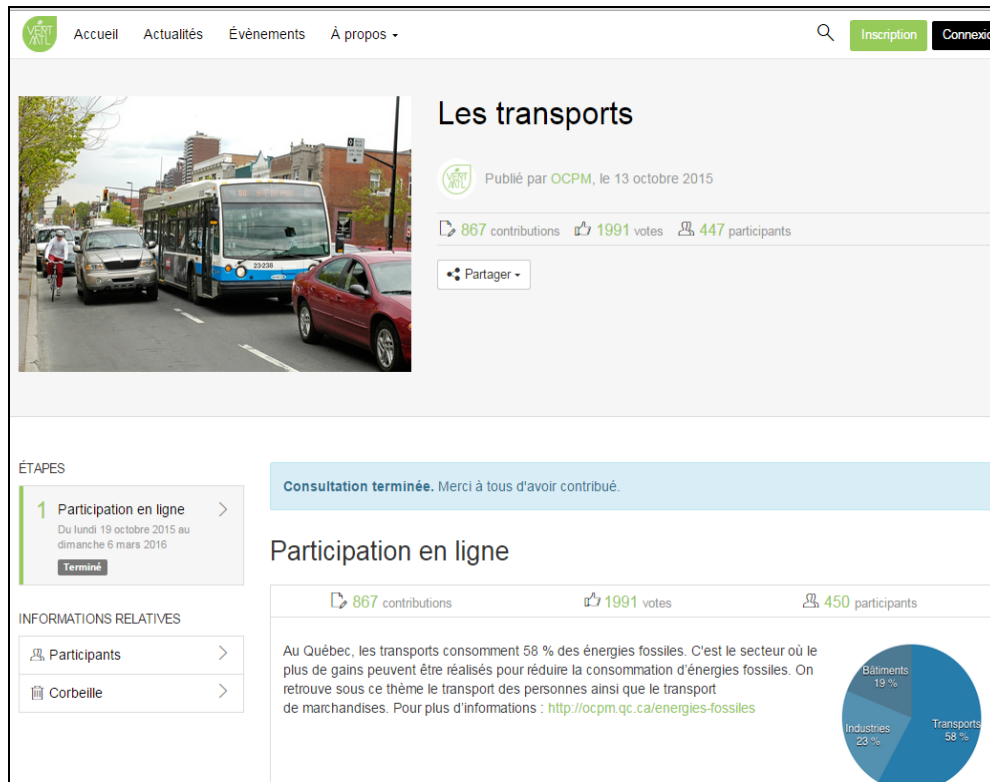 VERT
MTL
Accueil
Actualités
Évènements
À propos
Inscription
Connexio
Les transports
VERT
MTL
Publié par OCPM, le 13 octobre 2015
867 contributions 1991 votes 447 participants
Partager
23-238
ÉTAPES
1 Participation en ligne
Du lundi 19 octobre 2015 au
dimanche 6 mars 2016
Terminé
INFORMATIONS RELATIVES
Participants
Corbeille
Consultation terminée. Merci à tous d'avoir contribué.
Participation en ligne
867 contributions 1991 votes 450 participants
Au Québec, les transports consomment 58 % des énergies fossiles. C'est le secteur où le
plus de gains peuvent être réalisés pour réduire la consommation d'énergies fossiles. On
retrouve sous ce thème le transport des personnes ainsi que le transport
de marchandises. Pour plus d'informations : http://ocpm.qc.ca/energies-fossiles
Bâtiments
19 %
Industries
23 %
Transports
58 %